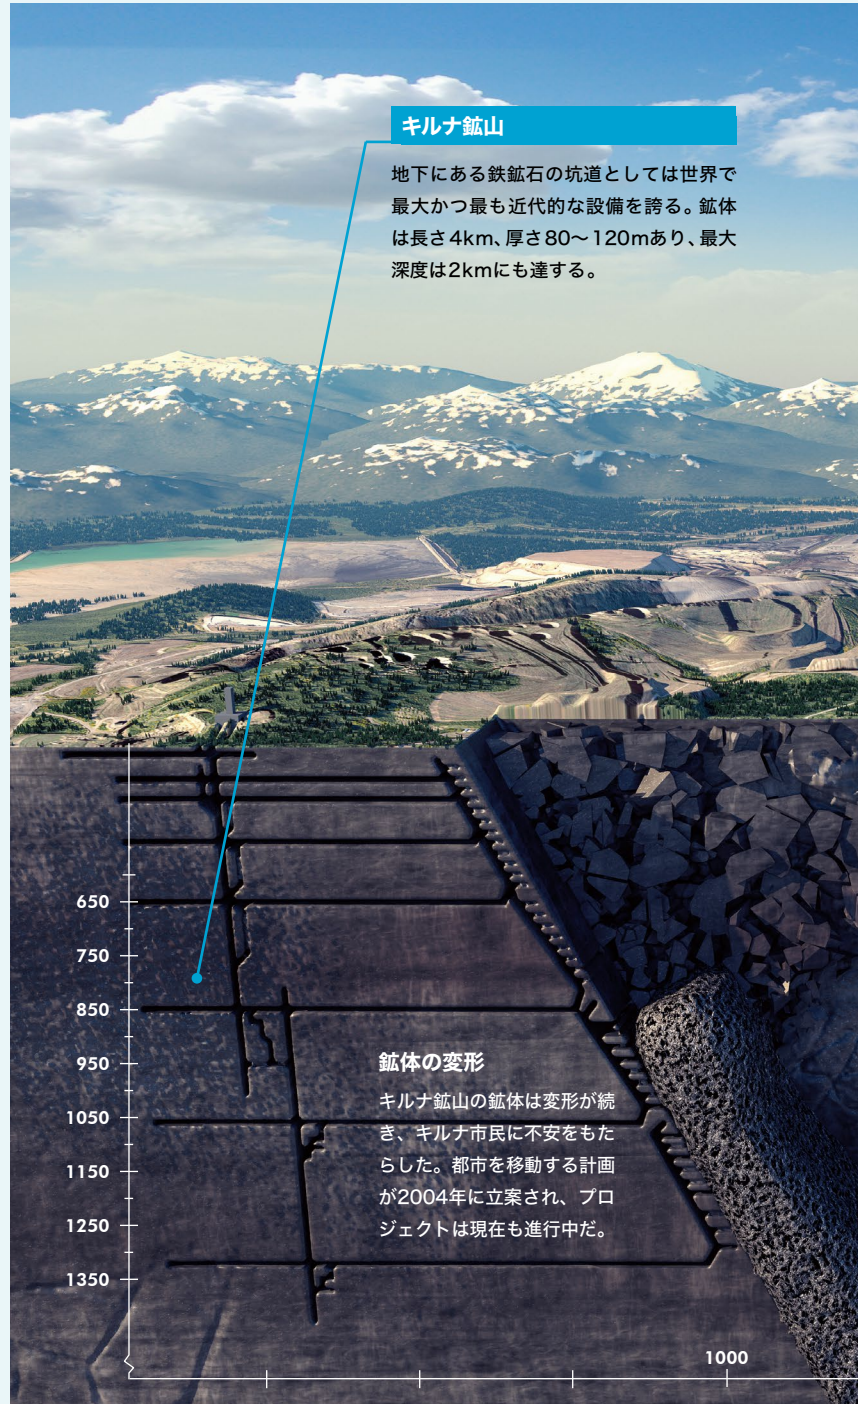 キルナ鉱山
地下にある鉄鉱石の坑道としては世界で
最大かつ最も近代的な設備を誇る。鉱体
は長さ4km、厚さ80〜120mあり、最大
深度は2kmにも達する。
650
750
850
950
1050
1150
1250
1350
鉱体の変形
キルナ鉱山の鉱体は変形が続
き、キルナ市民に不安をもた
らした。都市を移動する計画
が2004年に立案され、プロ
ジェクトは現在も進行中だ。
1000